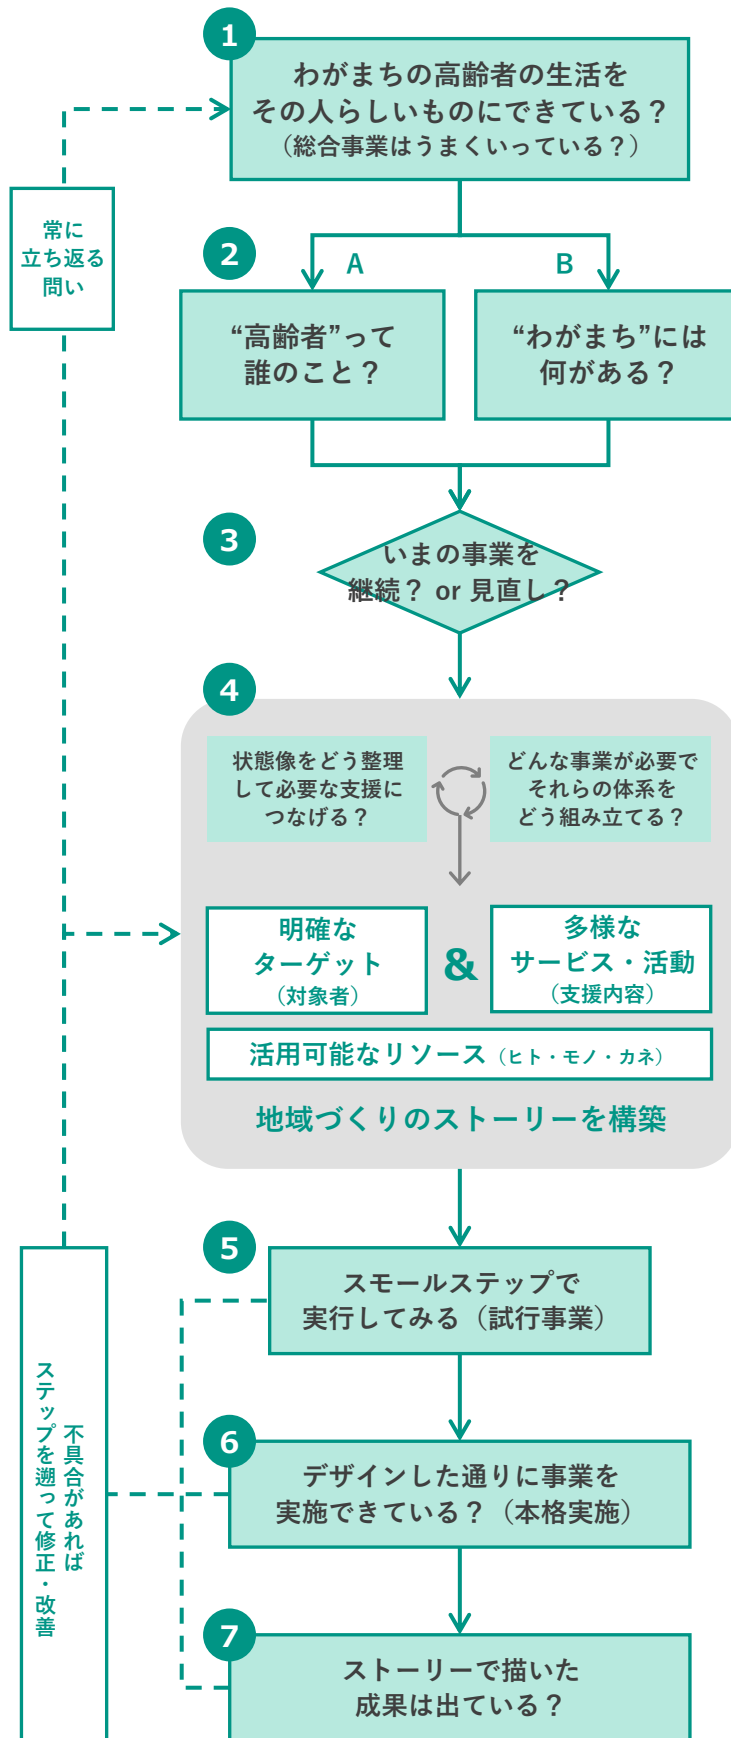 1
わがまちの高齢者の生活を
その人らしいものにできている？
（総合事業はうまくいっている？）
常に
立ち返る
問い
2
A
B
“高齢者”って
誰のこと？
“わがまち”には
何がある？
3
いまの事業を
継続？ or 見直し？
4
状態像をどう整理
して必要な支援に
つなげる？
どんな事業が必要で
それらの体系を
どう組み立てる？
明確な
ターゲット
（対象者）
&
多様な
サービス・活動
（支援内容）
活用可能なリソース（ヒト・モノ・カネ）
地域づくりのストーリーを構築
5
スモールステップで
実行してみる（試行事業）
不具合があれば
ステップを遡って修正・改善
6
デザインした通りに事業を
実施できている？（本格実施）
7
ストーリーで描いた
成果は出ている？